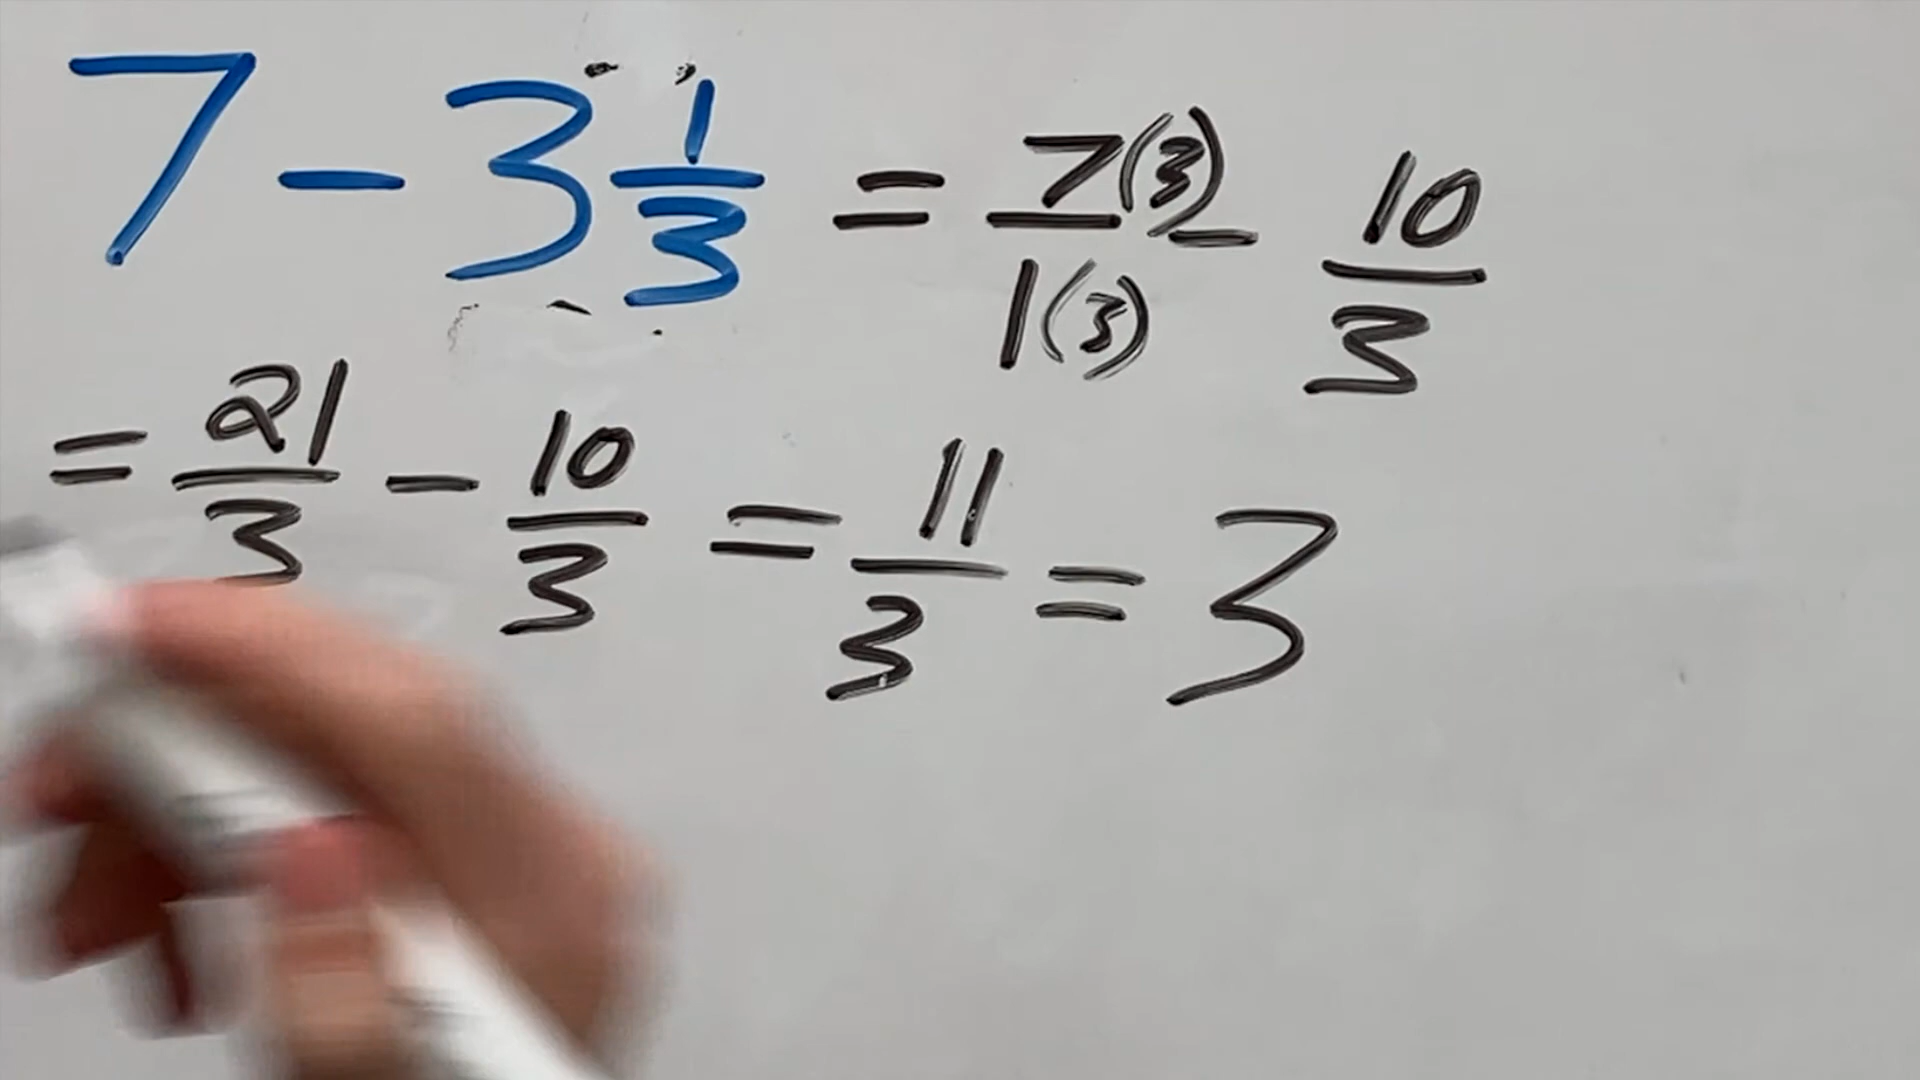 7 - 3 1/3 = 7(3)/1(3) - 10/3
= 21/3 - 10/3 = 11/3 = 3